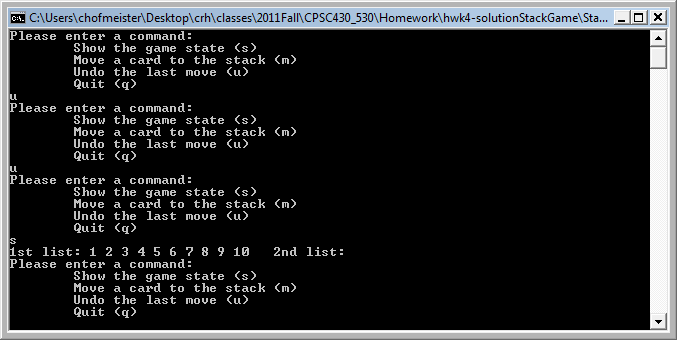 C:\Users\chofmeister\Desktop\crh\classes\2011Fall\CPSC430_530\Homework\hwk4-solutionStackGame\Sta...
Please enter a command:
        Show the game state (s)
        Move a card to the stack (m)
        Undo the last move (u)
        Quit (q)
u
Please enter a command:
        Show the game state (s)
        Move a card to the stack (m)
        Undo the last move (u)
        Quit (q)
u
Please enter a command:
        Show the game state (s)
        Move a card to the stack (m)
        Undo the last move (u)
        Quit (q)
s
1st list: 1 2 3 4 5 6 7 8 9 10   2nd list:
Please enter a command:
        Show the game state (s)
        Move a card to the stack (m)
        Undo the last move (u)
        Quit (q)